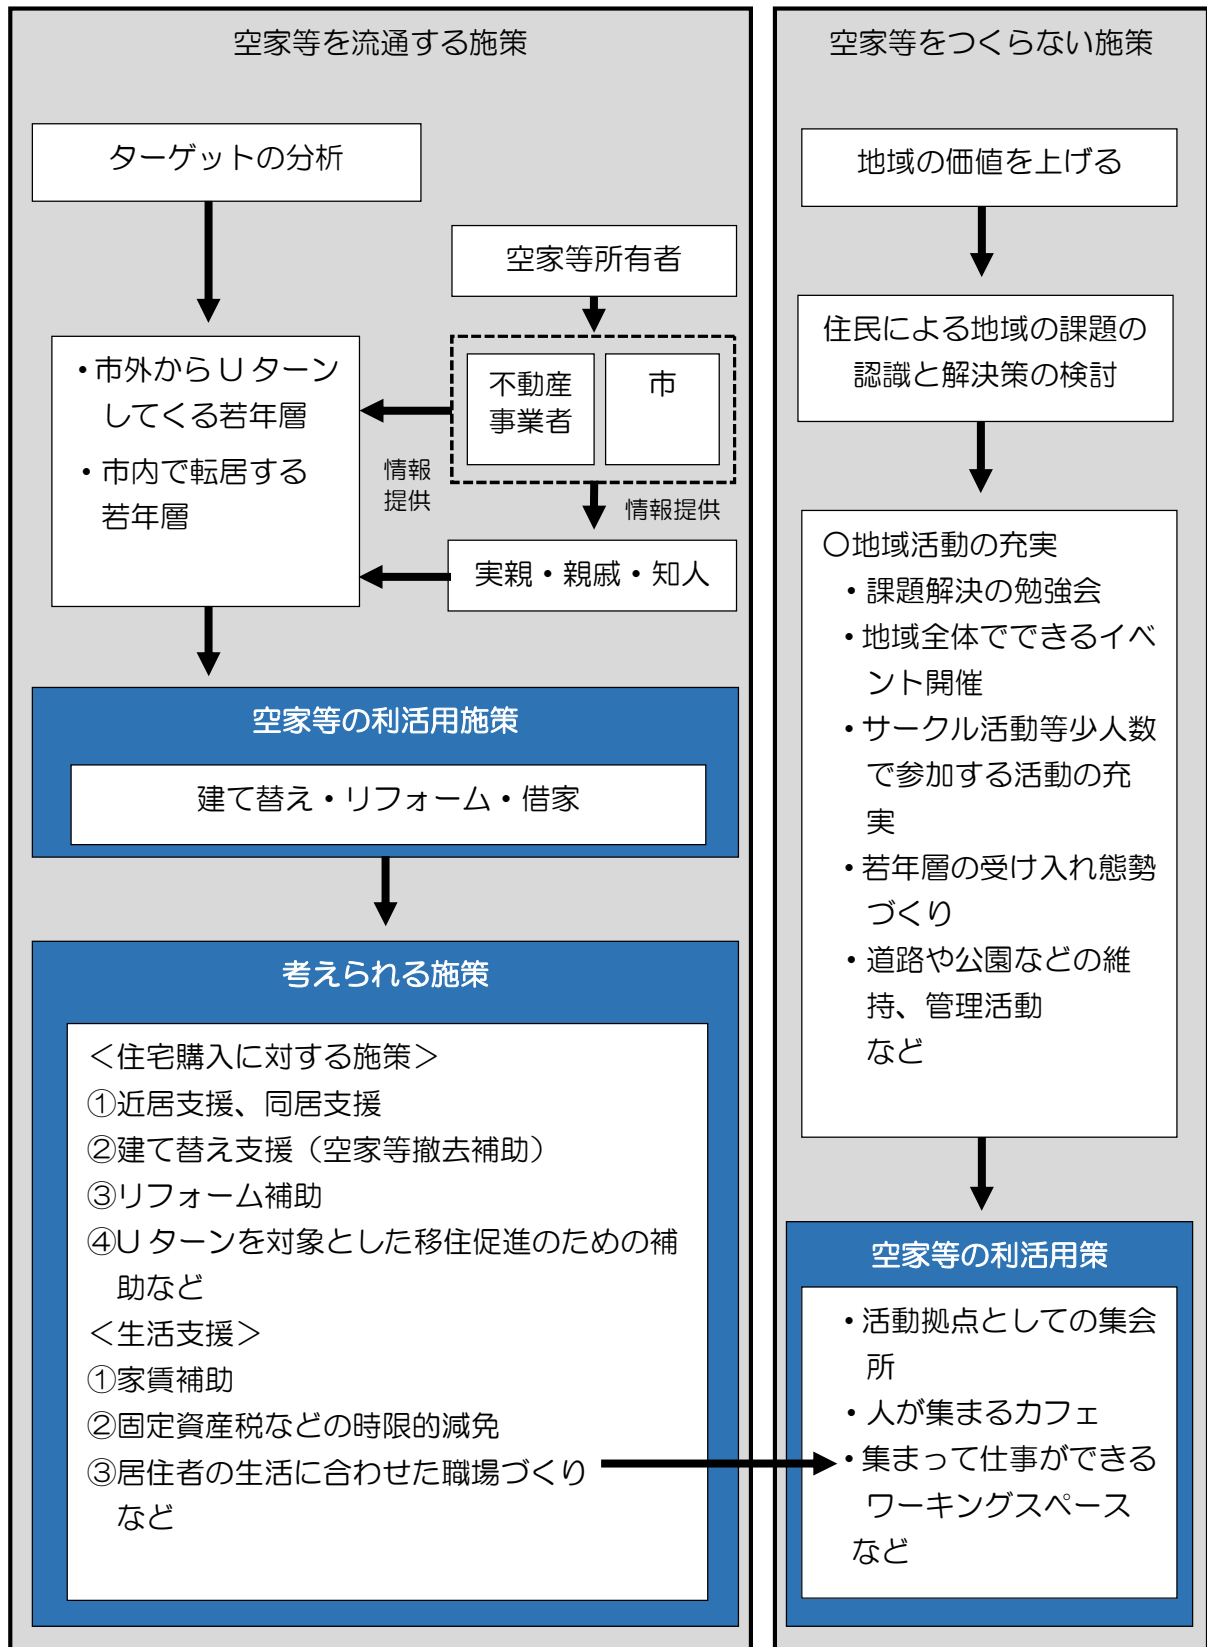 空家等を流通する施策
ターゲットの分析
空家等所有者
不動産
事業者
市
・市外からUターン
してくる若年層
・市内で転居する
若年層
情報
提供
情報提供
実親・親戚・知人
空家等の利活用施策
建て替え・リフォーム・借家
考えられる施策
＜住宅購入に対する施策＞
①近居支援、同居支援
②建て替え支援（空家等撤去補助）
③リフォーム補助
④Uターンを対象とした移住促進のための補
助など
＜生活支援＞
①家賃補助
②固定資産税などの時限的減免
③居住者の生活に合わせた職場づくり
など
空家等をつくらない施策
地域の価値を上げる
住民による地域の課題の
認識と解決策の検討
〇地域活動の充実
・課題解決の勉強会
・地域全体でできるイベ
ント開催
・サークル活動等少人数
で参加する活動の充
実
・若年層の受け入れ態勢
づくり
・道路や公園などの維
持、管理活動
など
空家等の利活用策
・活動拠点としての集会
所
・人が集まるカフェ
・集まって仕事ができる
ワーキングスペース
など